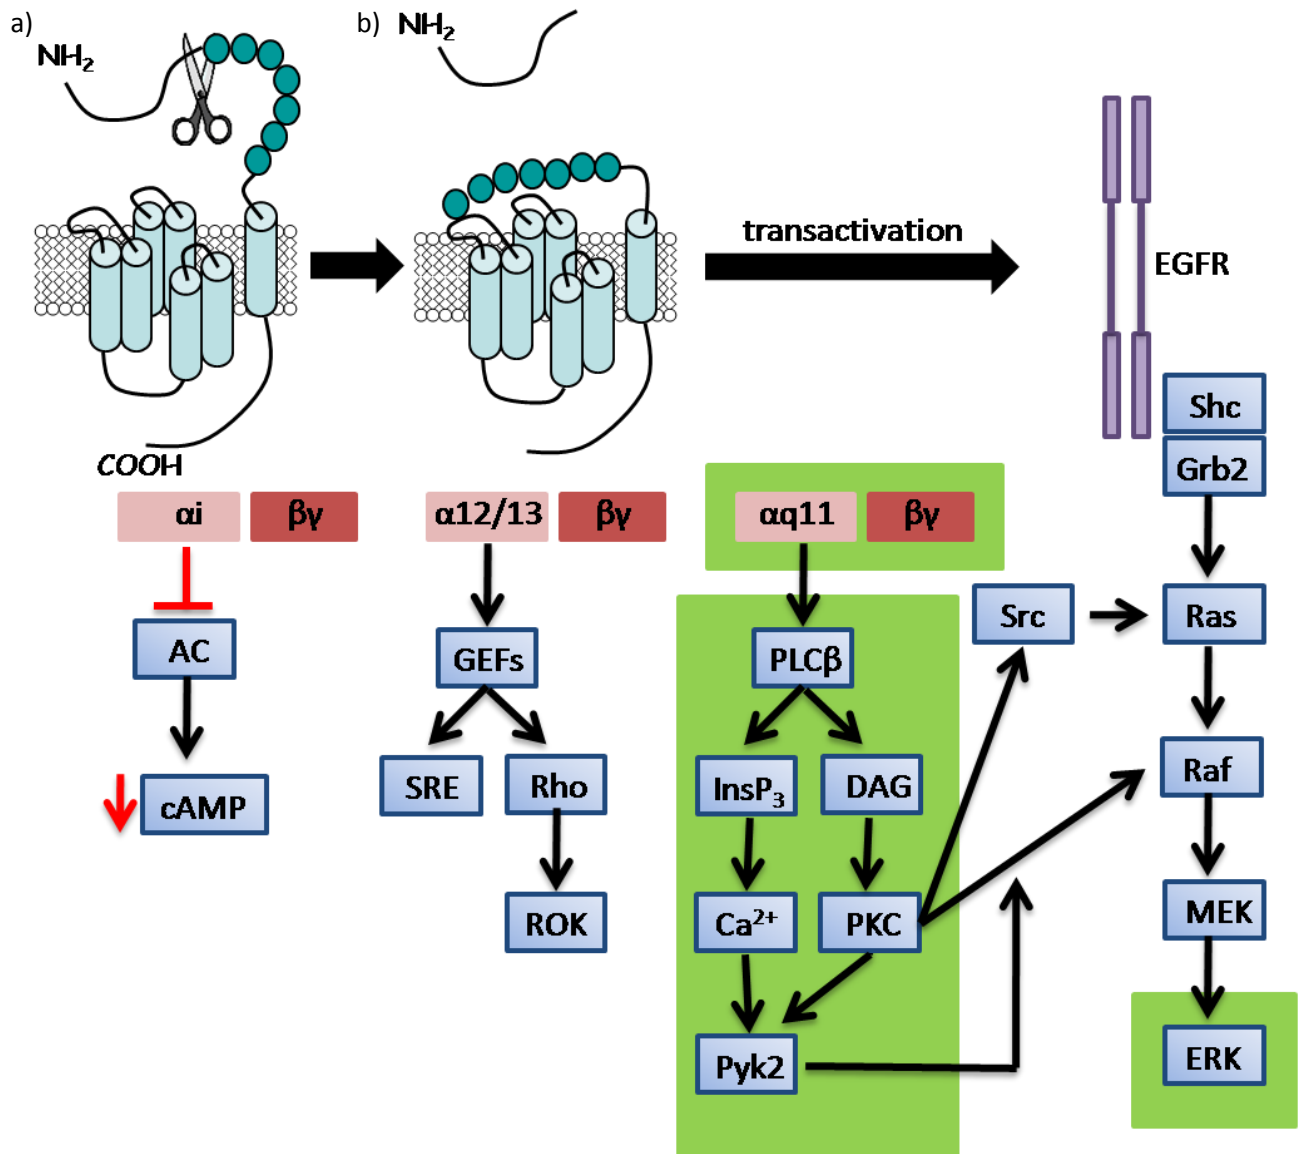 a)
b)
NH₂
NH₂
transactivation
EGFR
Shc
COOH
Grb2
αi
βγ
α12/13
βγ
αq11
βγ
AC
GEFs
PLCβ
Src
Ras
cAMP
SRE
Rho
InsP₃
DAG
Raf
ROK
Ca²⁺
PKC
MEK
Pyk2
ERK